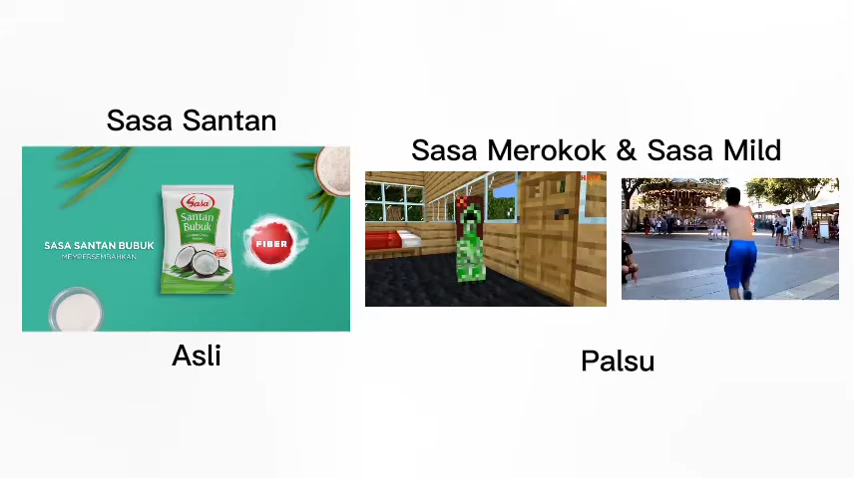 Sasa Santan
SASA SANTAN BUBUK
MEMPERSEMBAHKAN
Sasa
Santan
Bubuk
FIBER
Asli
Sasa Merokok & Sasa Mild
Palsu